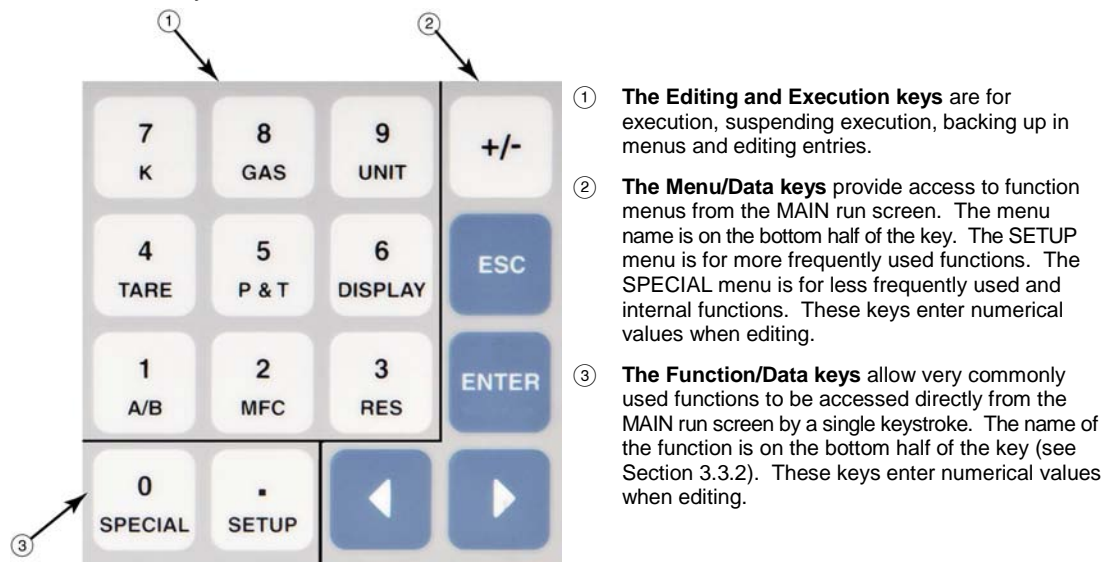 ① ②
7 8 9 +/-
K GAS UNIT
4 5 6 ESC
TARE P & T DISPLAY
1 2 3 ENTER
A/B MFC RES
0 .
SPECIAL SETUP
③
① The Editing and Execution keys are for
execution, suspending execution, backing up in
menus and editing entries.
② The Menu/Data keys provide access to function
menus from the MAIN run screen. The menu
name is on the bottom half of the key. The SETUP
menu is for more frequently used functions. The
SPECIAL menu is for less frequently used and
internal functions. These keys enter numerical
values when editing.
③ The Function/Data keys allow very commonly
used functions to be accessed directly from the
MAIN run screen by a single keystroke. The name of
the function is on the bottom half of the key (see
Section 3.3.2). These keys enter numerical values
when editing.